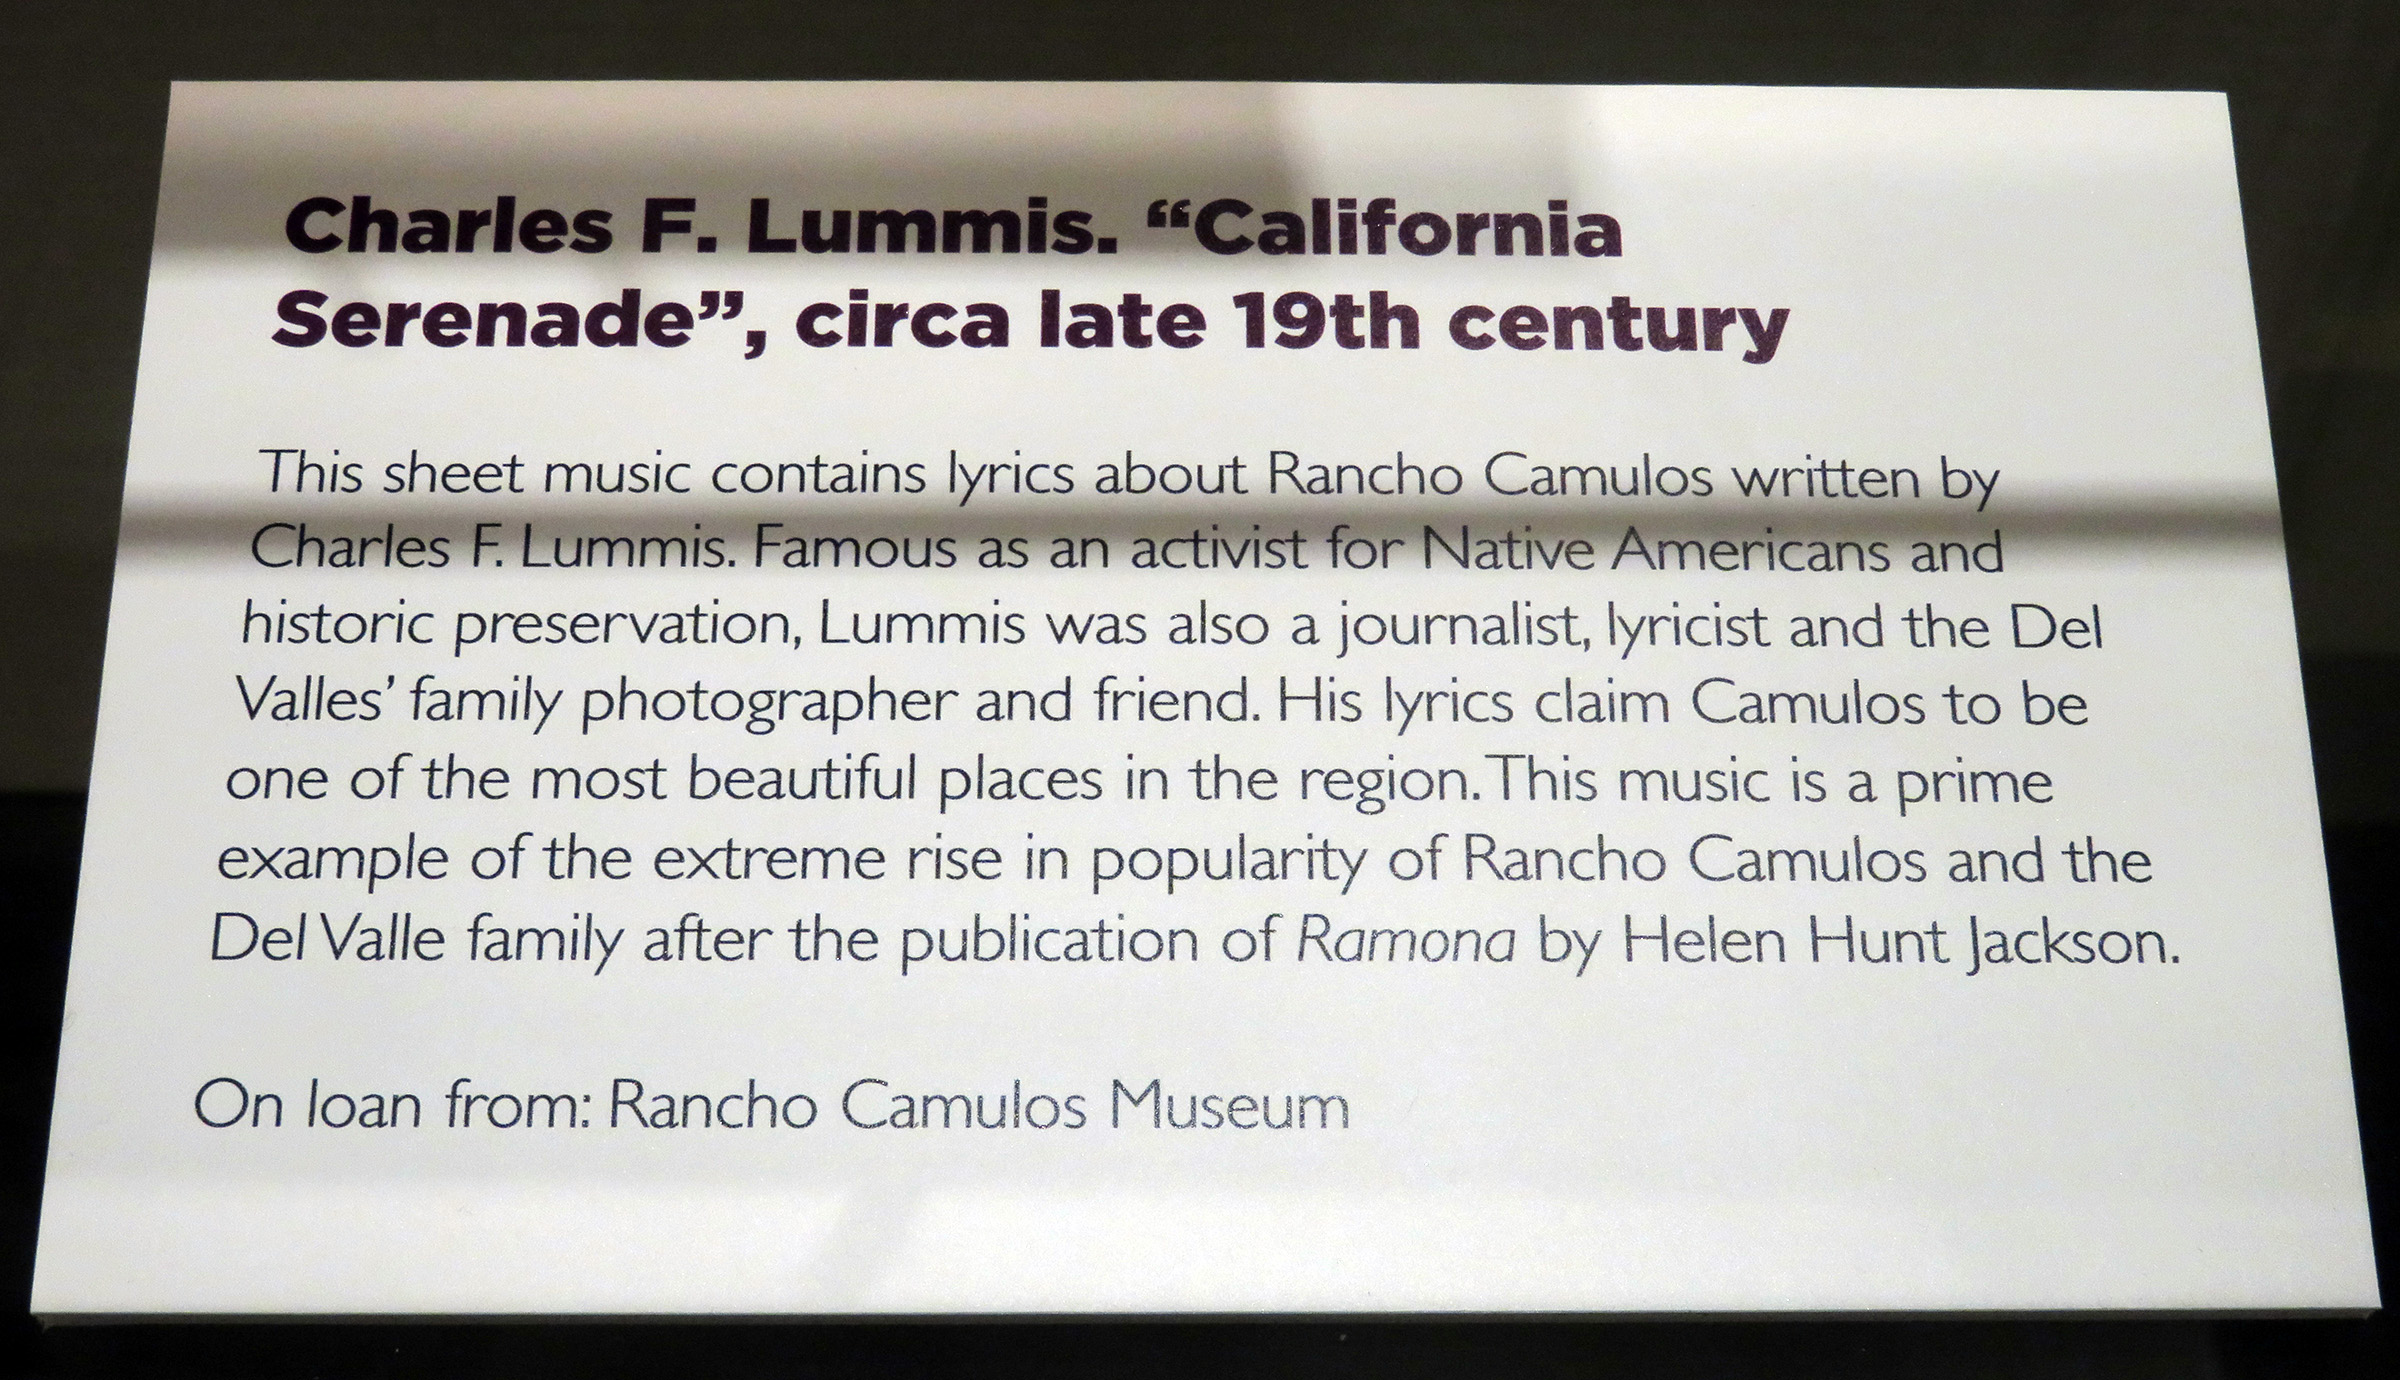 Charles F. Lummis. “California
Serenade”, circa late 19th century
This sheet music contains lyrics about Rancho Camulos written by
Charles F. Lummis. Famous as an activist for Native Americans and
historic preservation, Lummis was also a journalist, lyricist and the Del
Valles’ family photographer and friend. His lyrics claim Camulos to be
one of the most beautiful places in the region. This music is a prime
example of the extreme rise in popularity of Rancho Camulos and the
Del Valle family after the publication of Ramona by Helen Hunt Jackson.
On loan from: Rancho Camulos Museum